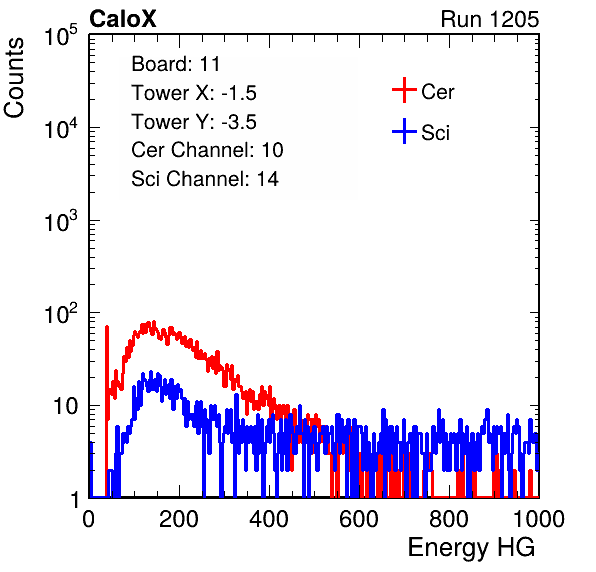 CaloX Run 1205
Counts
10^5
10^4
10^3
10^2
10
1
Board: 11
Tower X: -1.5
Tower Y: -3.5
Cer Channel: 10
Sci Channel: 14
Cer
Sci
0 200 400 600 800 1000
Energy HG